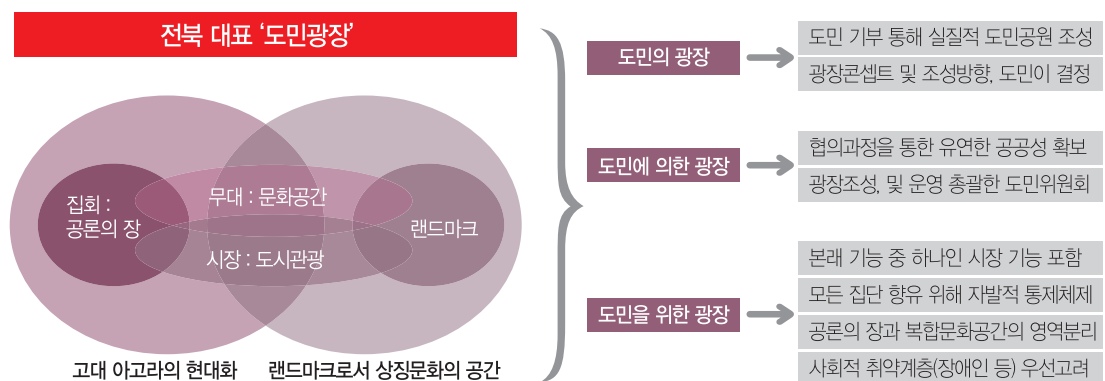 전북 대표 ‘도민광장’
집회 :
공론의 장
무대 : 문화공간
시장 : 도시관광
랜드마크
고대 아고라의 현대화
랜드마크로서 상징문화의 공간
도민의 광장
도민 기부 통해 실질적 도민공원 조성
광장콘셉트 및 조성방향, 도민이 결정
도민에 의한 광장
협의과정을 통한 유연한 공공성 확보
광장조성, 및 운영 총괄한 도민위원회
도민을 위한 광장
본래 기능 중 하나인 시장 기능 포함
모든 집단 향유 위해 자발적 통제체제
공론의 장과 복합문화공간의 영역분리
사회적 취약계층(장애인 등) 우선고려